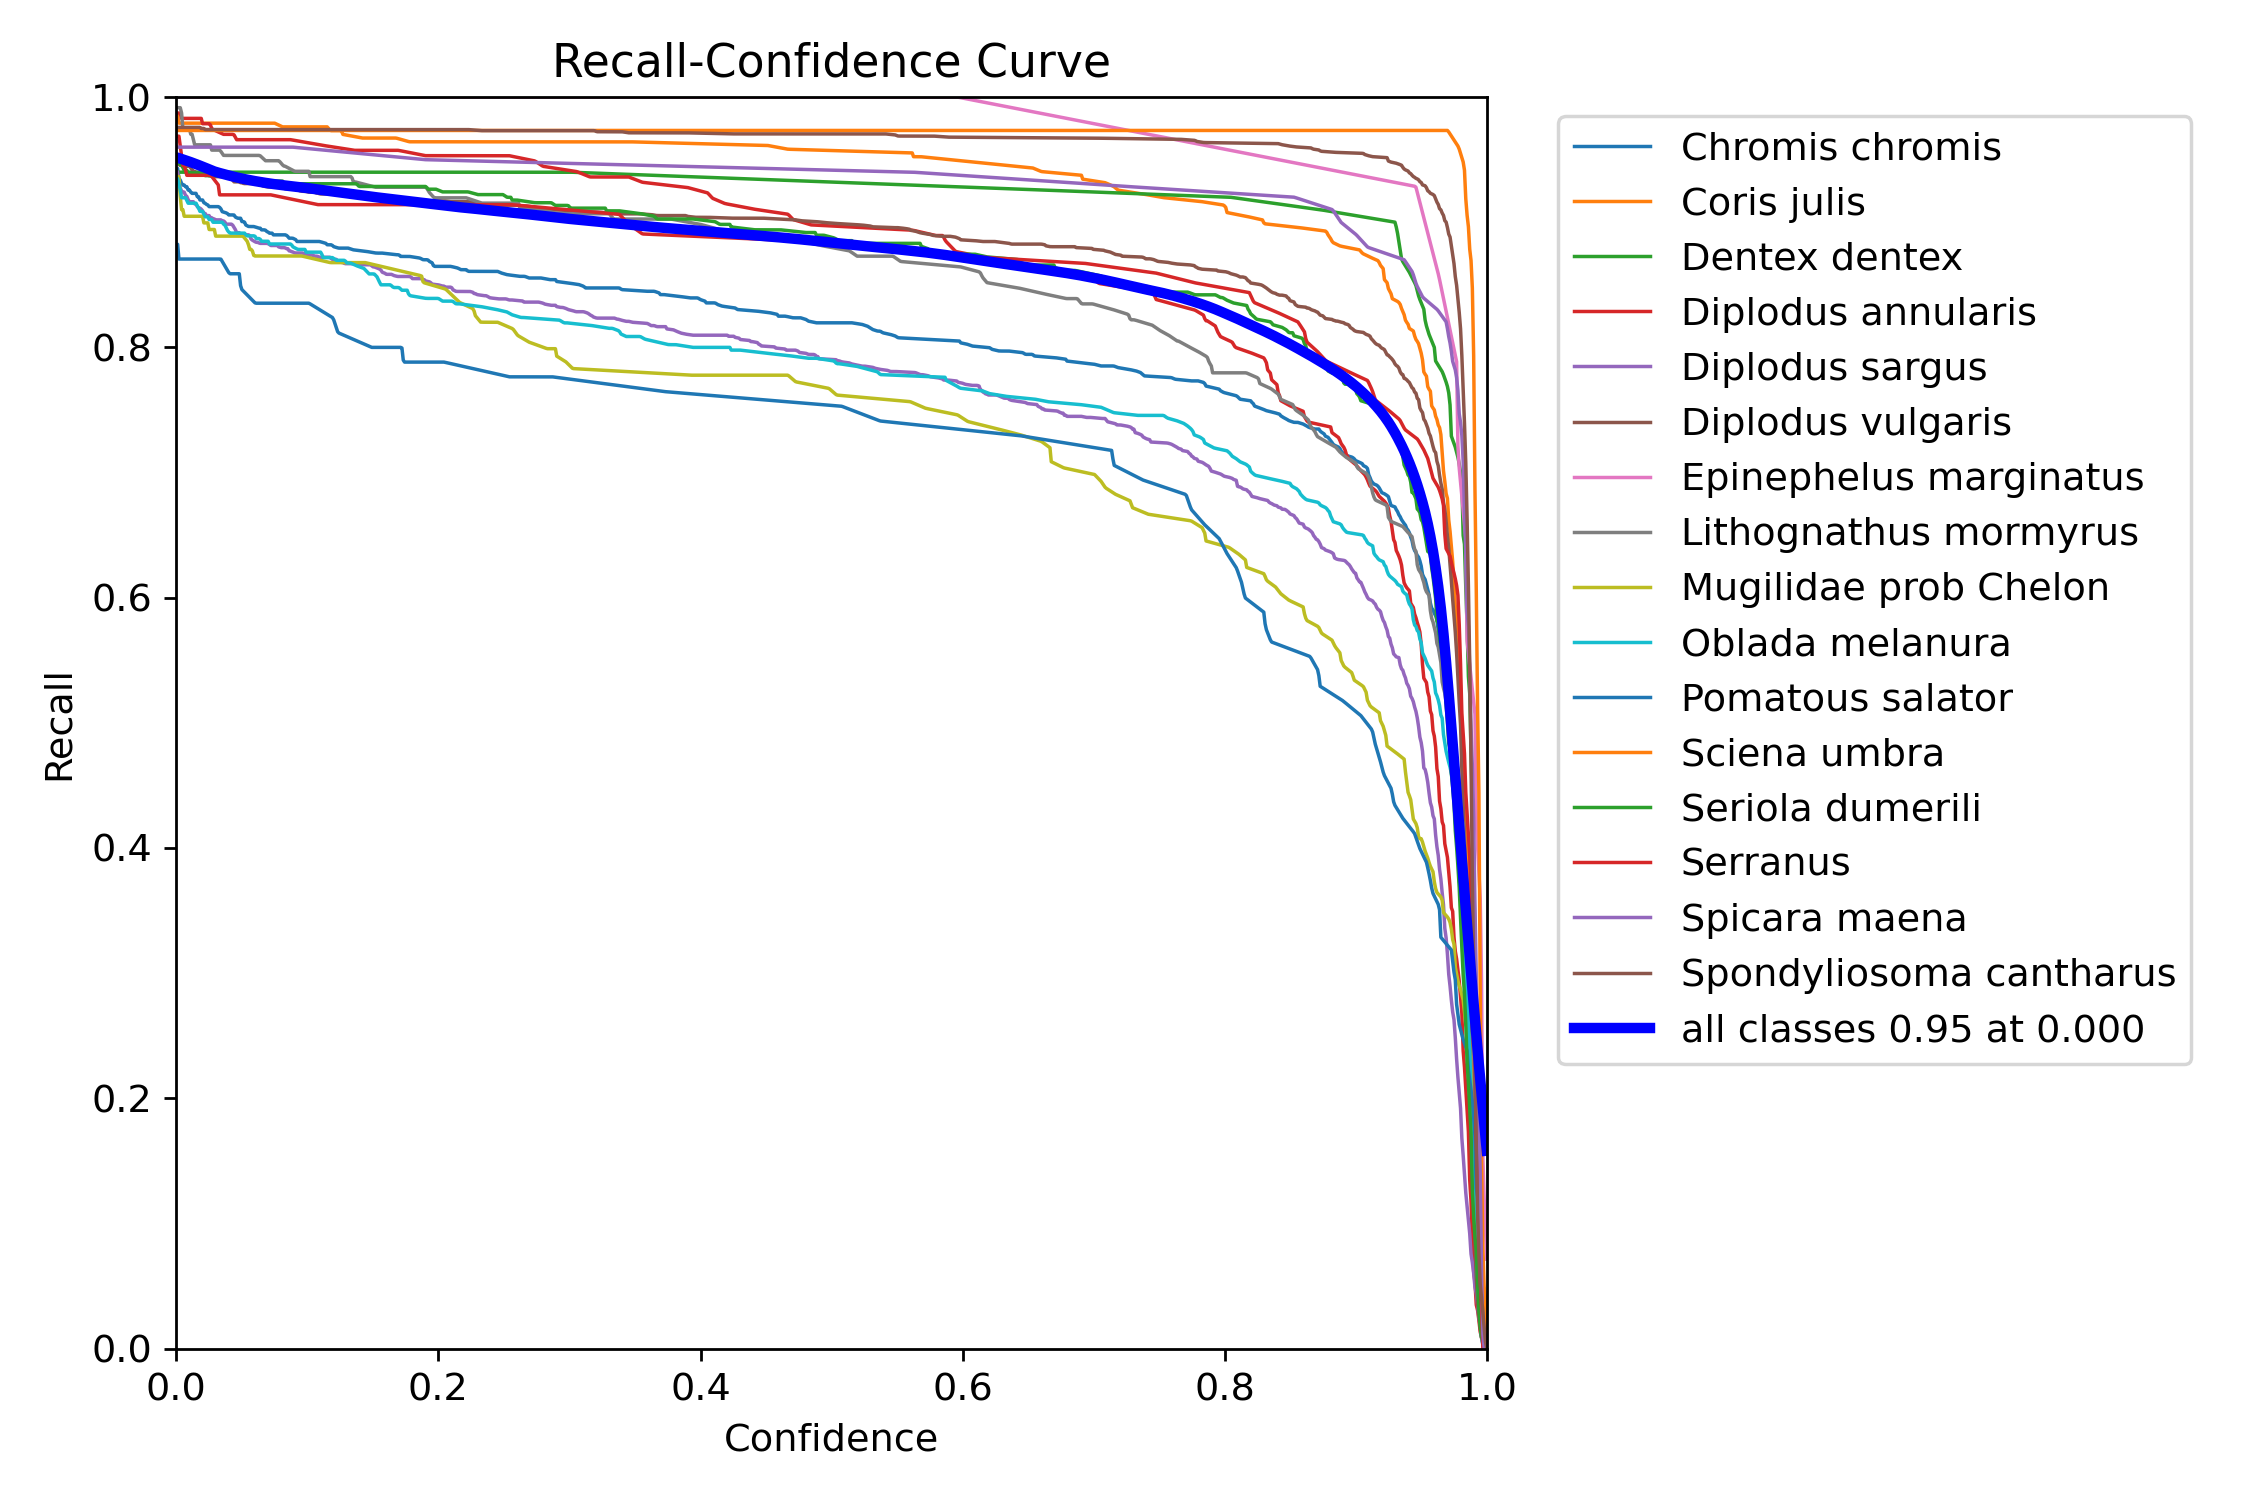 Recall-Confidence Curve
1.0
0.8
0.6
0.4
0.2
0.0
Recall
0.0 0.2 0.4 0.6 0.8 1.0
Confidence
Chromis chromis
Coris julis
Dentex dentex
Diplodus annularis
Diplodus sargus
Diplodus vulgaris
Epinephelus marginatus
Lithognathus mormyrus
Mugilidae prob Chelon
Oblada melanura
Pomatous salator
Sciena umbra
Seriola dumerili
Serranus
Spicara maena
Spondyliosoma cantharus
all classes 0.95 at 0.000